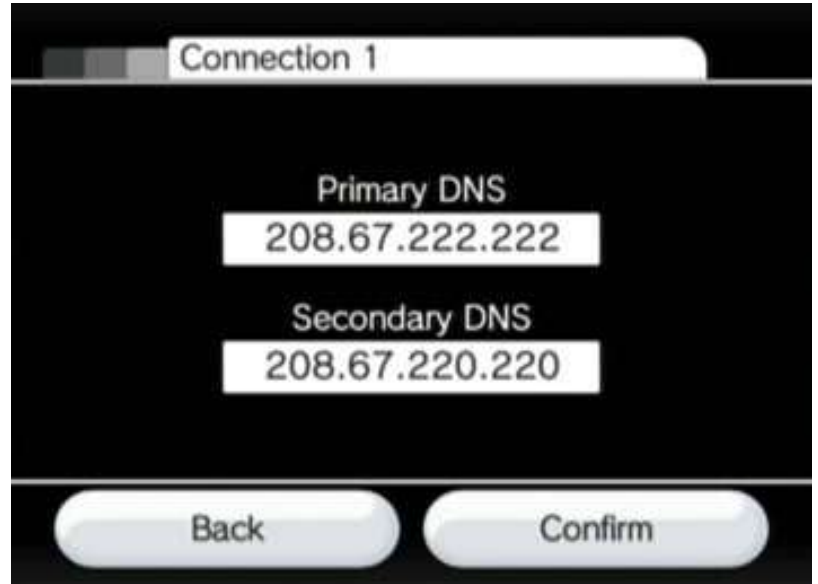 Connection 1
Primary DNS
208.67.222.222
Secondary DNS
208.67.220.220
Back
Confirm